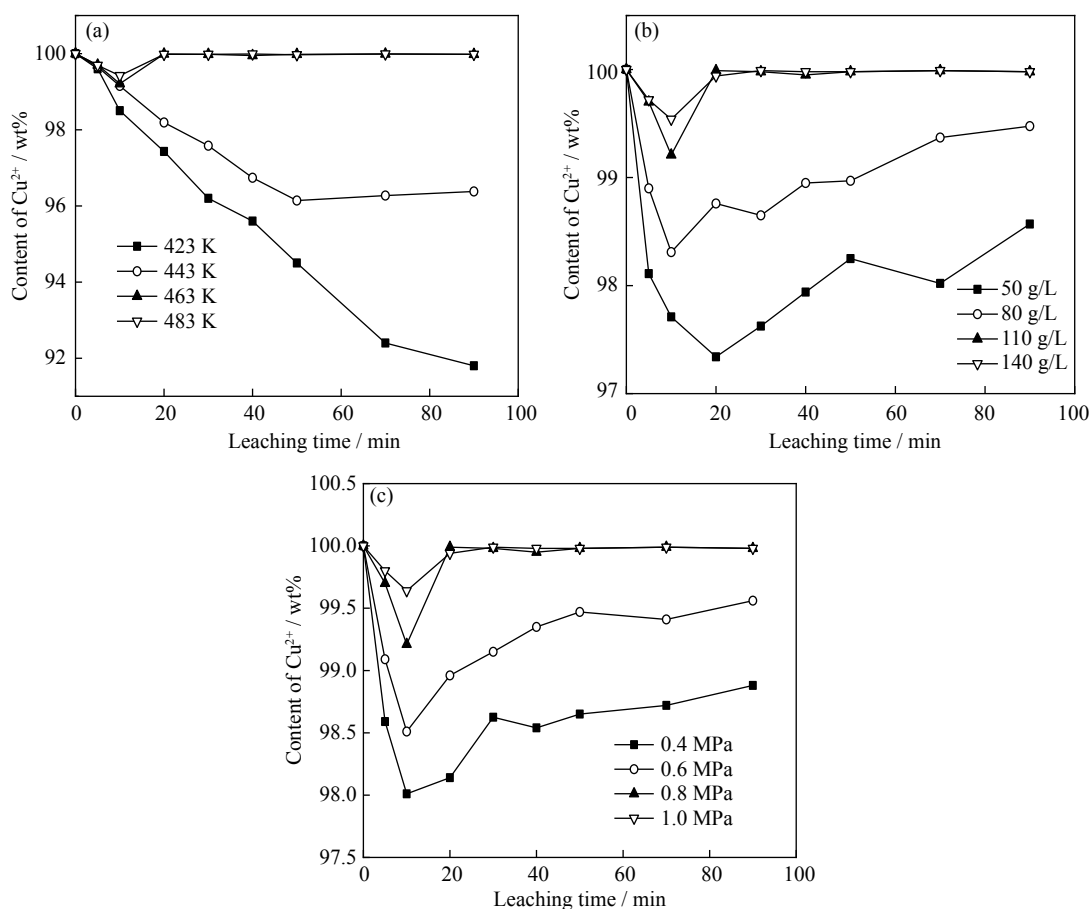 (a)
100
98
96
94
92
Content of Cu²⁺ / wt%
423 K
443 K
463 K
483 K
0 20 40 60 80 100
Leaching time / min
(b)
100
99
98
97
Content of Cu²⁺ / wt%
50 g/L
80 g/L
110 g/L
140 g/L
0 20 40 60 80 100
Leaching time / min
(c)
100.5
100.0
99.5
99.0
98.5
98.0
97.5
Content of Cu²⁺ / wt%
0.4 MPa
0.6 MPa
0.8 MPa
1.0 MPa
0 20 40 60 80 100
Leaching time / min